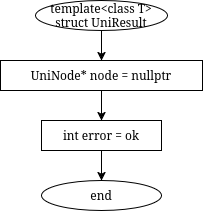 template<class T>
struct UniResult
UniNode* node = nullptr
int error = ok
end